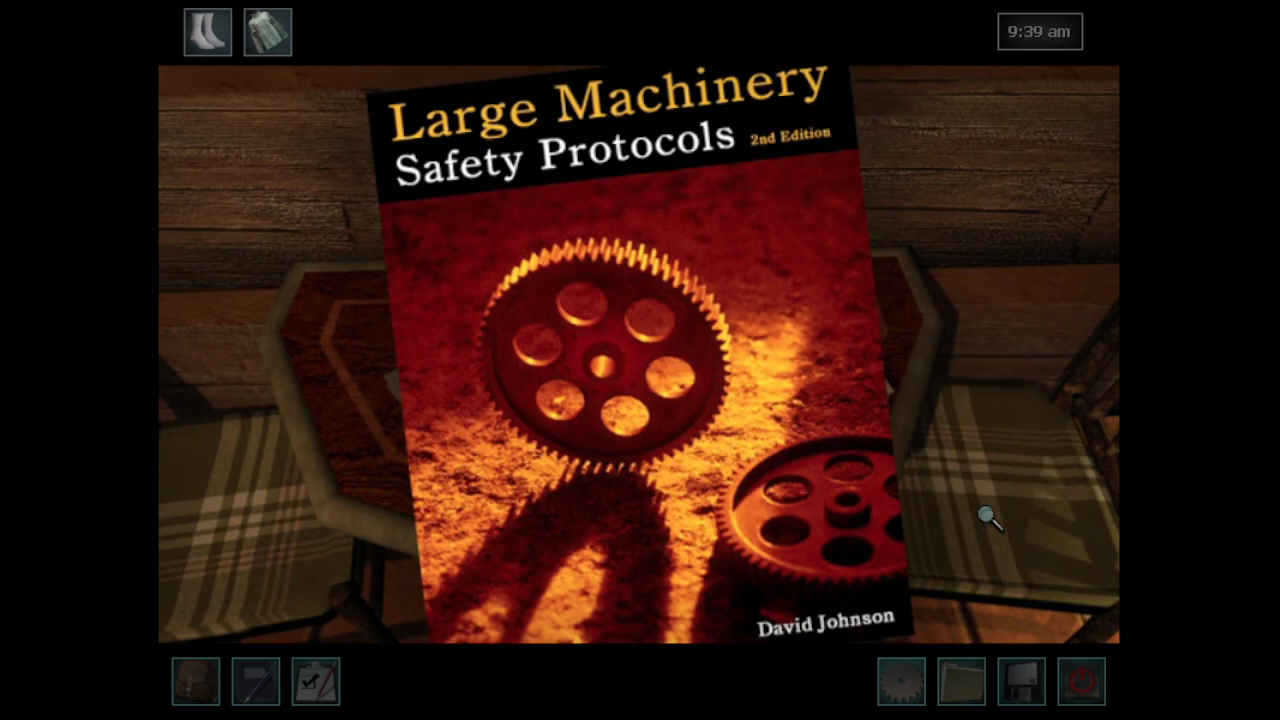 9:39 am
Large Machinery
Safety Protocols 2nd Edition
David Johnson